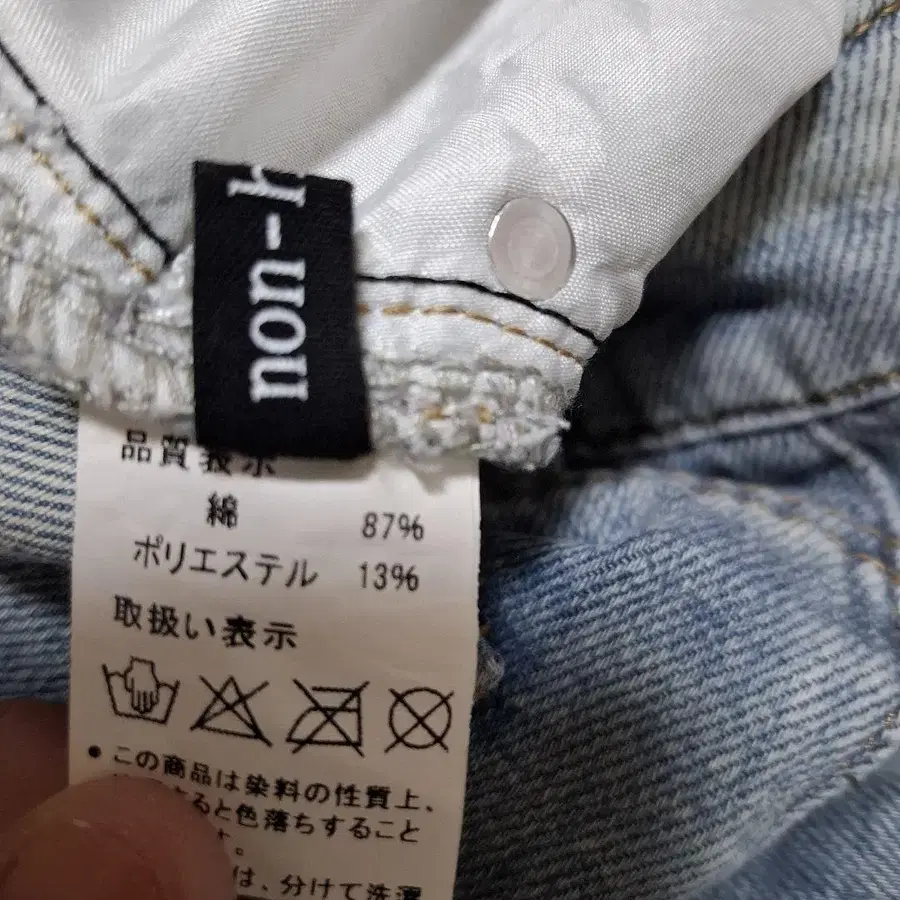 non-h
品質表示
綿 87%
ポリエステル 13%
取扱い表示
●この商品は染料の性質上、
ると色落ちすること
。
は、分けて洗濯